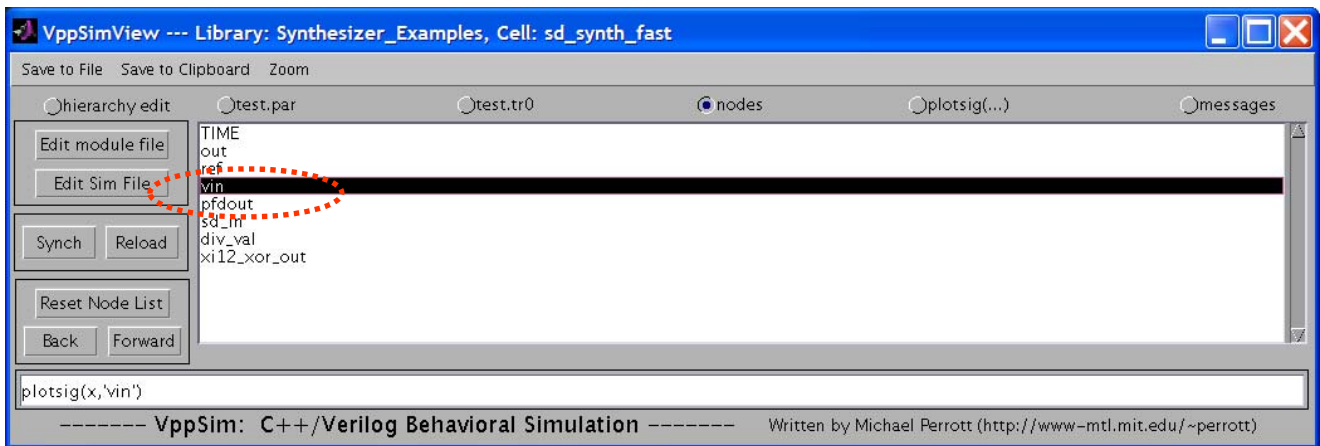 VppSimView --- Library: Synthesizer_Examples, Cell: sd_synth_fast
Save to File Save to Clipboard Zoom
hierarchy edit test.par test.tr0 nodes plotsig(...) messages
Edit module file
Edit Sim File
Synch Reload
Reset Node List
Back Forward
TIME
out
ref
vin
pfdout
sd_in
div_val
xi12_xor_out
plotsig(x,'vin')
------- VppSim: C++/Verilog Behavioral Simulation ------- Written by Michael Perrott (http://www-mtl.mit.edu/~perrott)